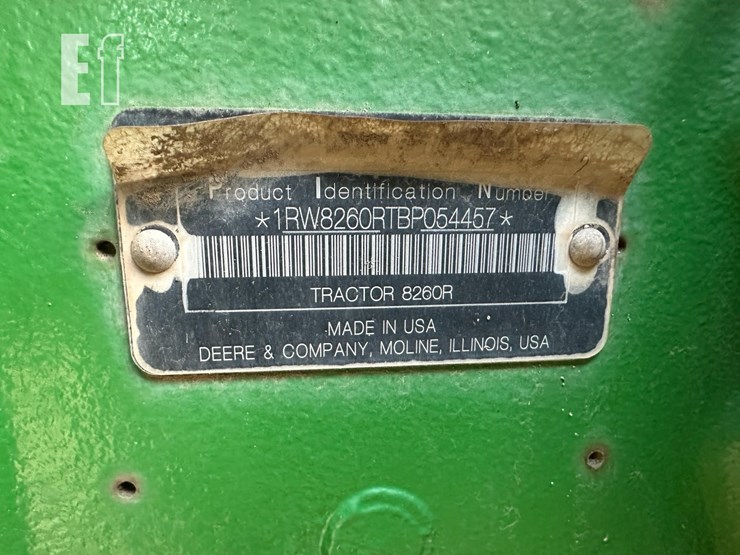 Ef
Product Identification Number
*1RW8260RTBP054457*
TRACTOR 8260R
MADE IN USA
DEERE & COMPANY, MOLINE, ILLINOIS, USA